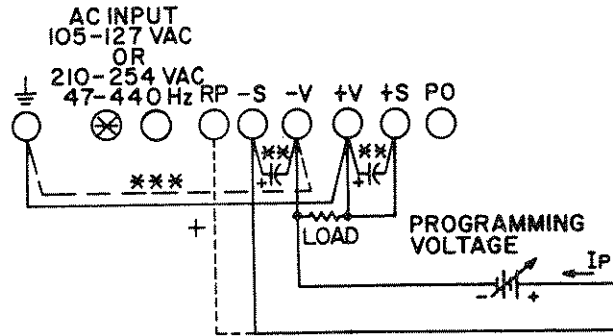 AC INPUT
105-127 VAC
OR
210-254 VAC
47-440 Hz RP -S -V +V +S PO
** **
+ +
***
+
LOAD
PROGRAMMING
VOLTAGE
IP
- +